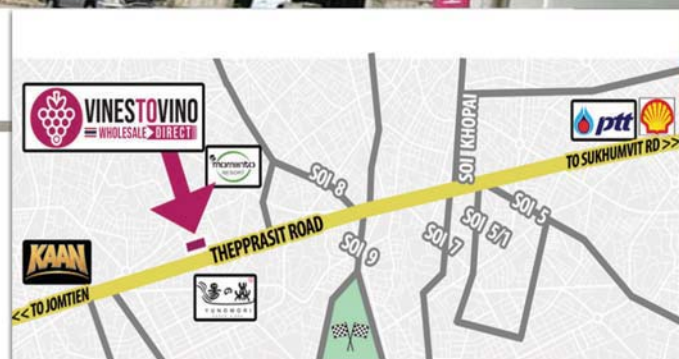 VINESTOVINO
WHOLESALE DIRECT
momento
RESORT
ptt
TO SUKHUMVIT RD >>
SOI KHOPAI
SOI 8
SOI 5
SOI 5/1
SOI 7
SOI 9
THEPPRASIT ROAD
KAAN
YUNOMORI
<< TO JOMTIEN